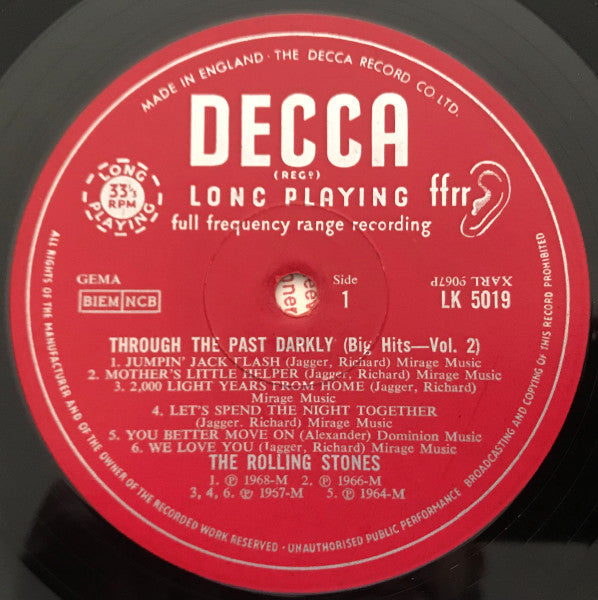 MADE IN ENGLAND · THE DECCA RECORD CO LTD.
DECCA
(REGD)
LONG PLAYING
ffrr
full frequency range recording
LONG PLAYING
33⅓
RPM
GEMA
BIEM NCB
Side
1
XARL 9067P
LK 5019
THROUGH THE PAST DARKLY (Big Hits—Vol. 2)
1. JUMPIN' JACK FLASH (Jagger, Richard) Mirage Music
2. MOTHER'S LITTLE HELPER (Jagger, Richard) Mirage Music
3. 2,000 LIGHT YEARS FROM HOME (Jagger, Richard)
Mirage Music
4. LET'S SPEND THE NIGHT TOGETHER
(Jagger. Richard) Mirage Music
5. YOU BETTER MOVE ON (Alexander) Dominion Music
6. WE LOVE YOU (Jagger, Richard) Mirage Music
THE ROLLING STONES
1. ℗ 1968-M 2. ℗ 1966-M
3, 4, 6. ℗ 1967-M 5. ℗ 1964-M
ALL RIGHTS OF THE MANUFACTURER AND OF THE OWNER OF THE RECORDED WORK RESERVED · UNAUTHORISED PUBLIC PERFORMANCE BROADCASTING AND COPYING OF THIS RECORD PROHIBITED